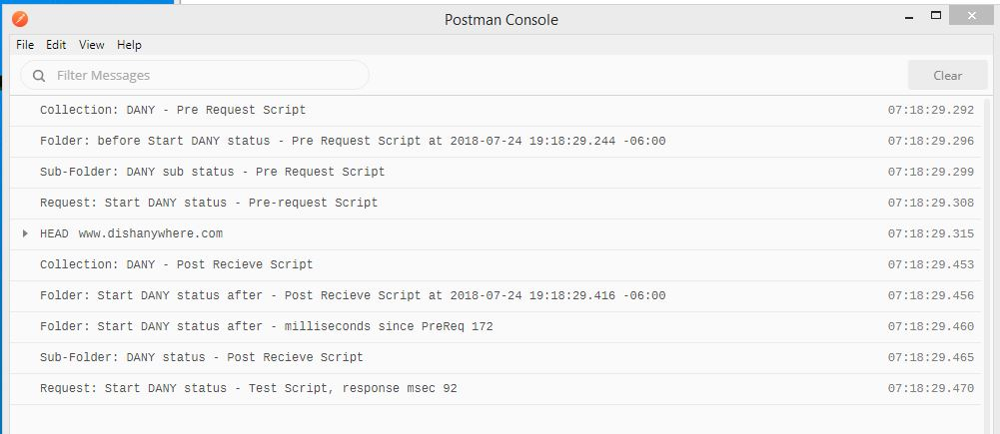 Postman Console
File Edit View Help
Filter Messages Clear
Collection: DANY - Pre Request Script 07:18:29.292
Folder: before Start DANY status - Pre Request Script at 2018-07-24 19:18:29.244 -06:00 07:18:29.296
Sub-Folder: DANY sub status - Pre Request Script 07:18:29.299
Request: Start DANY status - Pre-request Script 07:18:29.308
HEAD www.dishanywhere.com 07:18:29.315
Collection: DANY - Post Recieve Script 07:18:29.453
Folder: Start DANY status after - Post Recieve Script at 2018-07-24 19:18:29.416 -06:00 07:18:29.456
Folder: Start DANY status after - milliseconds since PreReq 172 07:18:29.460
Sub-Folder: DANY status - Post Recieve Script 07:18:29.465
Request: Start DANY status - Test Script, response msec 92 07:18:29.470